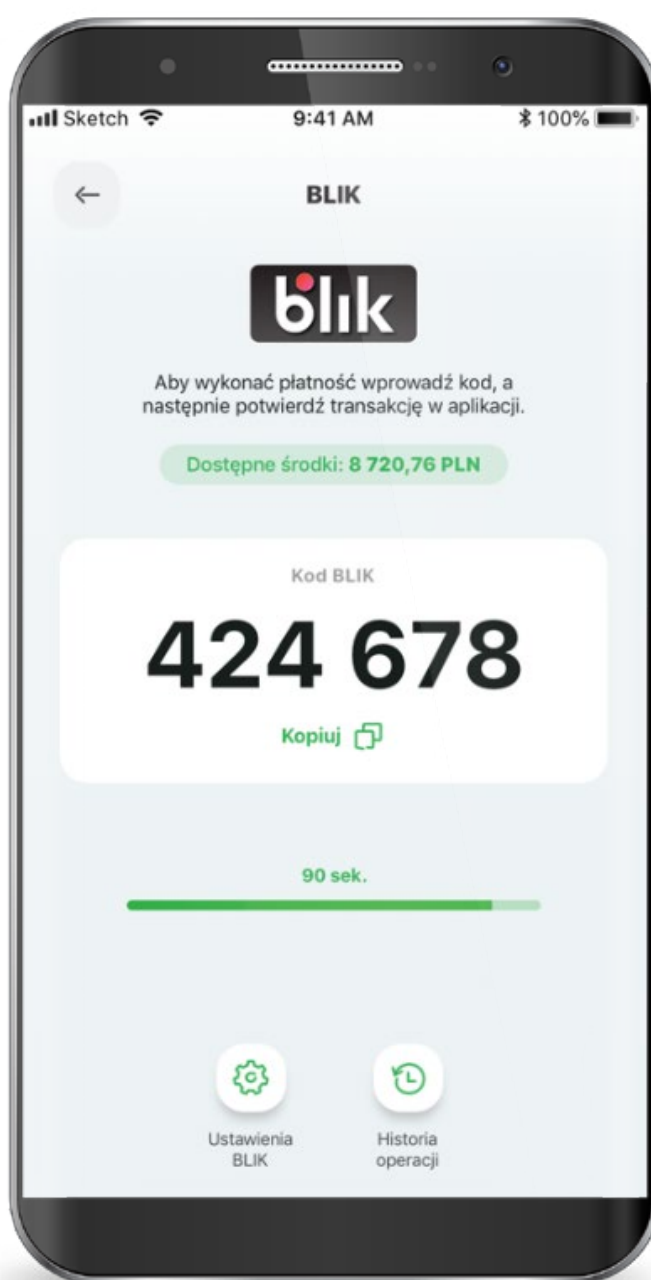 Sketch 9:41 AM 100%
BLIK
blik
Aby wykonać płatność wprowadź kod, a
następnie potwierdź transakcję w aplikacji.
Dostępne środki: 8 720,76 PLN
Kod BLIK
424 678
Kopiuj
90 sek.
Ustawienia
BLIK
Historia
operacji